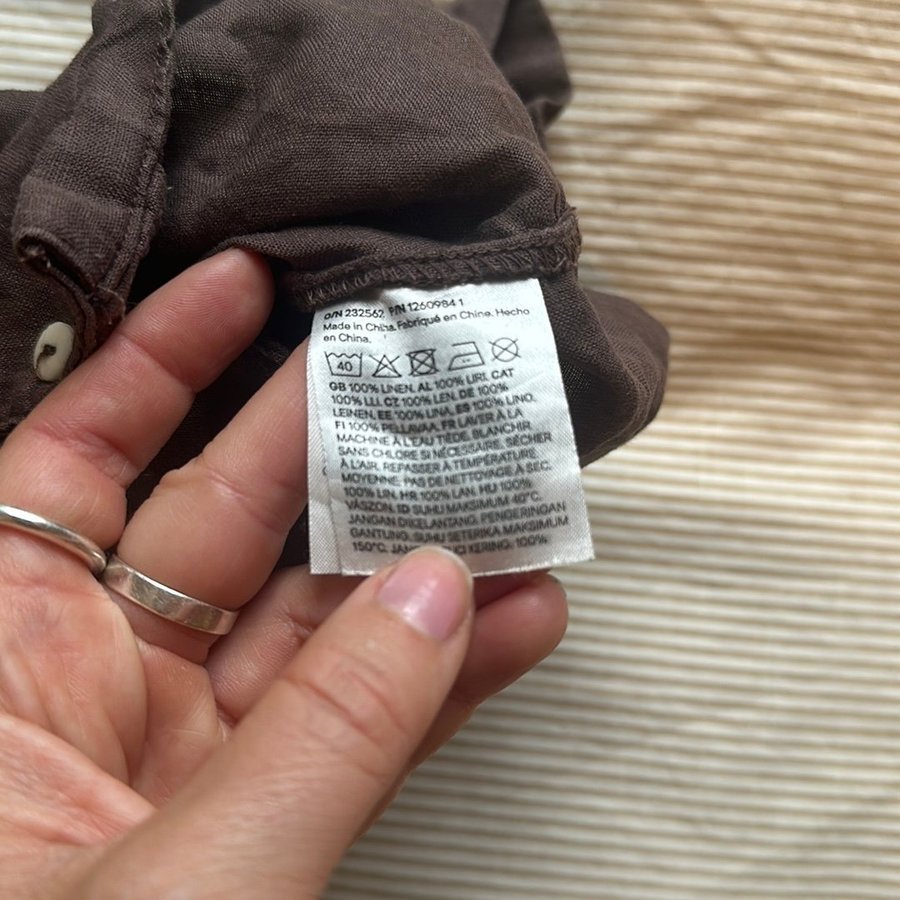 O/N 232562 P/N 1260984 1
Made in China. Fabriqué en Chine. Hecho
en China.
40
GB 100% LINEN. AL 100% LIRI. CAT
100% LLI. CZ 100% LEN. DE 100%
LEINEN. EE 100% LINA. ES 100% LINO.
FI 100% PELLAVAA. FR LAVER À LA
MACHINE À L'EAU TIÈDE. BLANCHIR
SANS CHLORE SI NÉCESSAIRE. SÉCHER
À L'AIR. REPASSER À TEMPÉRATURE
MOYENNE. PAS DE NETTOYAGE À SEC.
100% LIN. HR 100% LAN. HU 100%
VÁSZON. ID SUHU MAKSIMUM 40°C.
JANGAN DIKELANTANG. PENGERINGAN
GANTUNG. SUHU SETERIKA MAKSIMUM
150°C. KERING. 100%